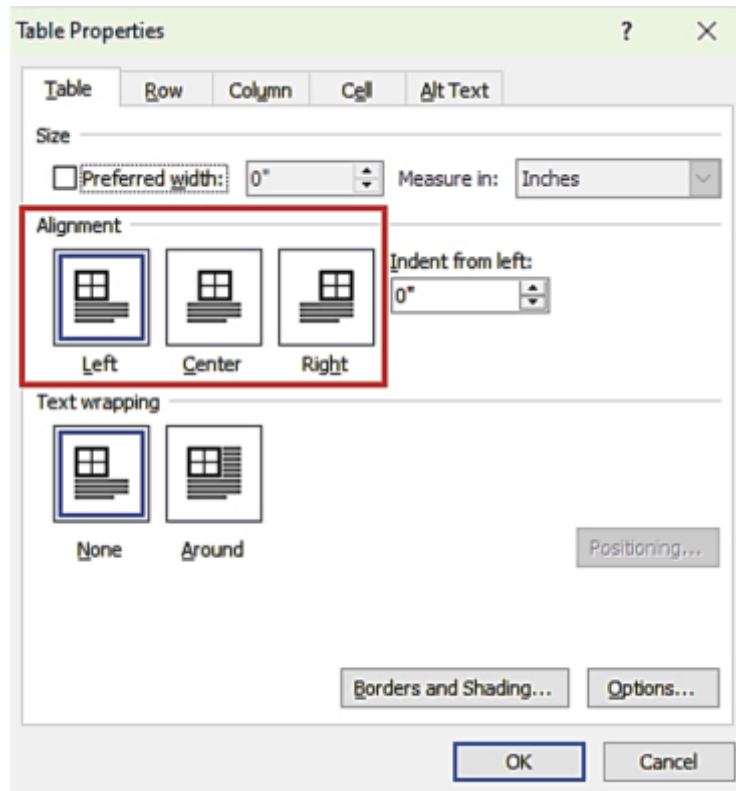 Table Properties ? ×
Table Row Column Cell Alt Text
Size
Preferred width: 0" Measure in: Inches
Alignment
Indent from left:
0"
Left Center Right
Text wrapping
None Around
Positioning...
Borders and Shading... Options...
OK Cancel